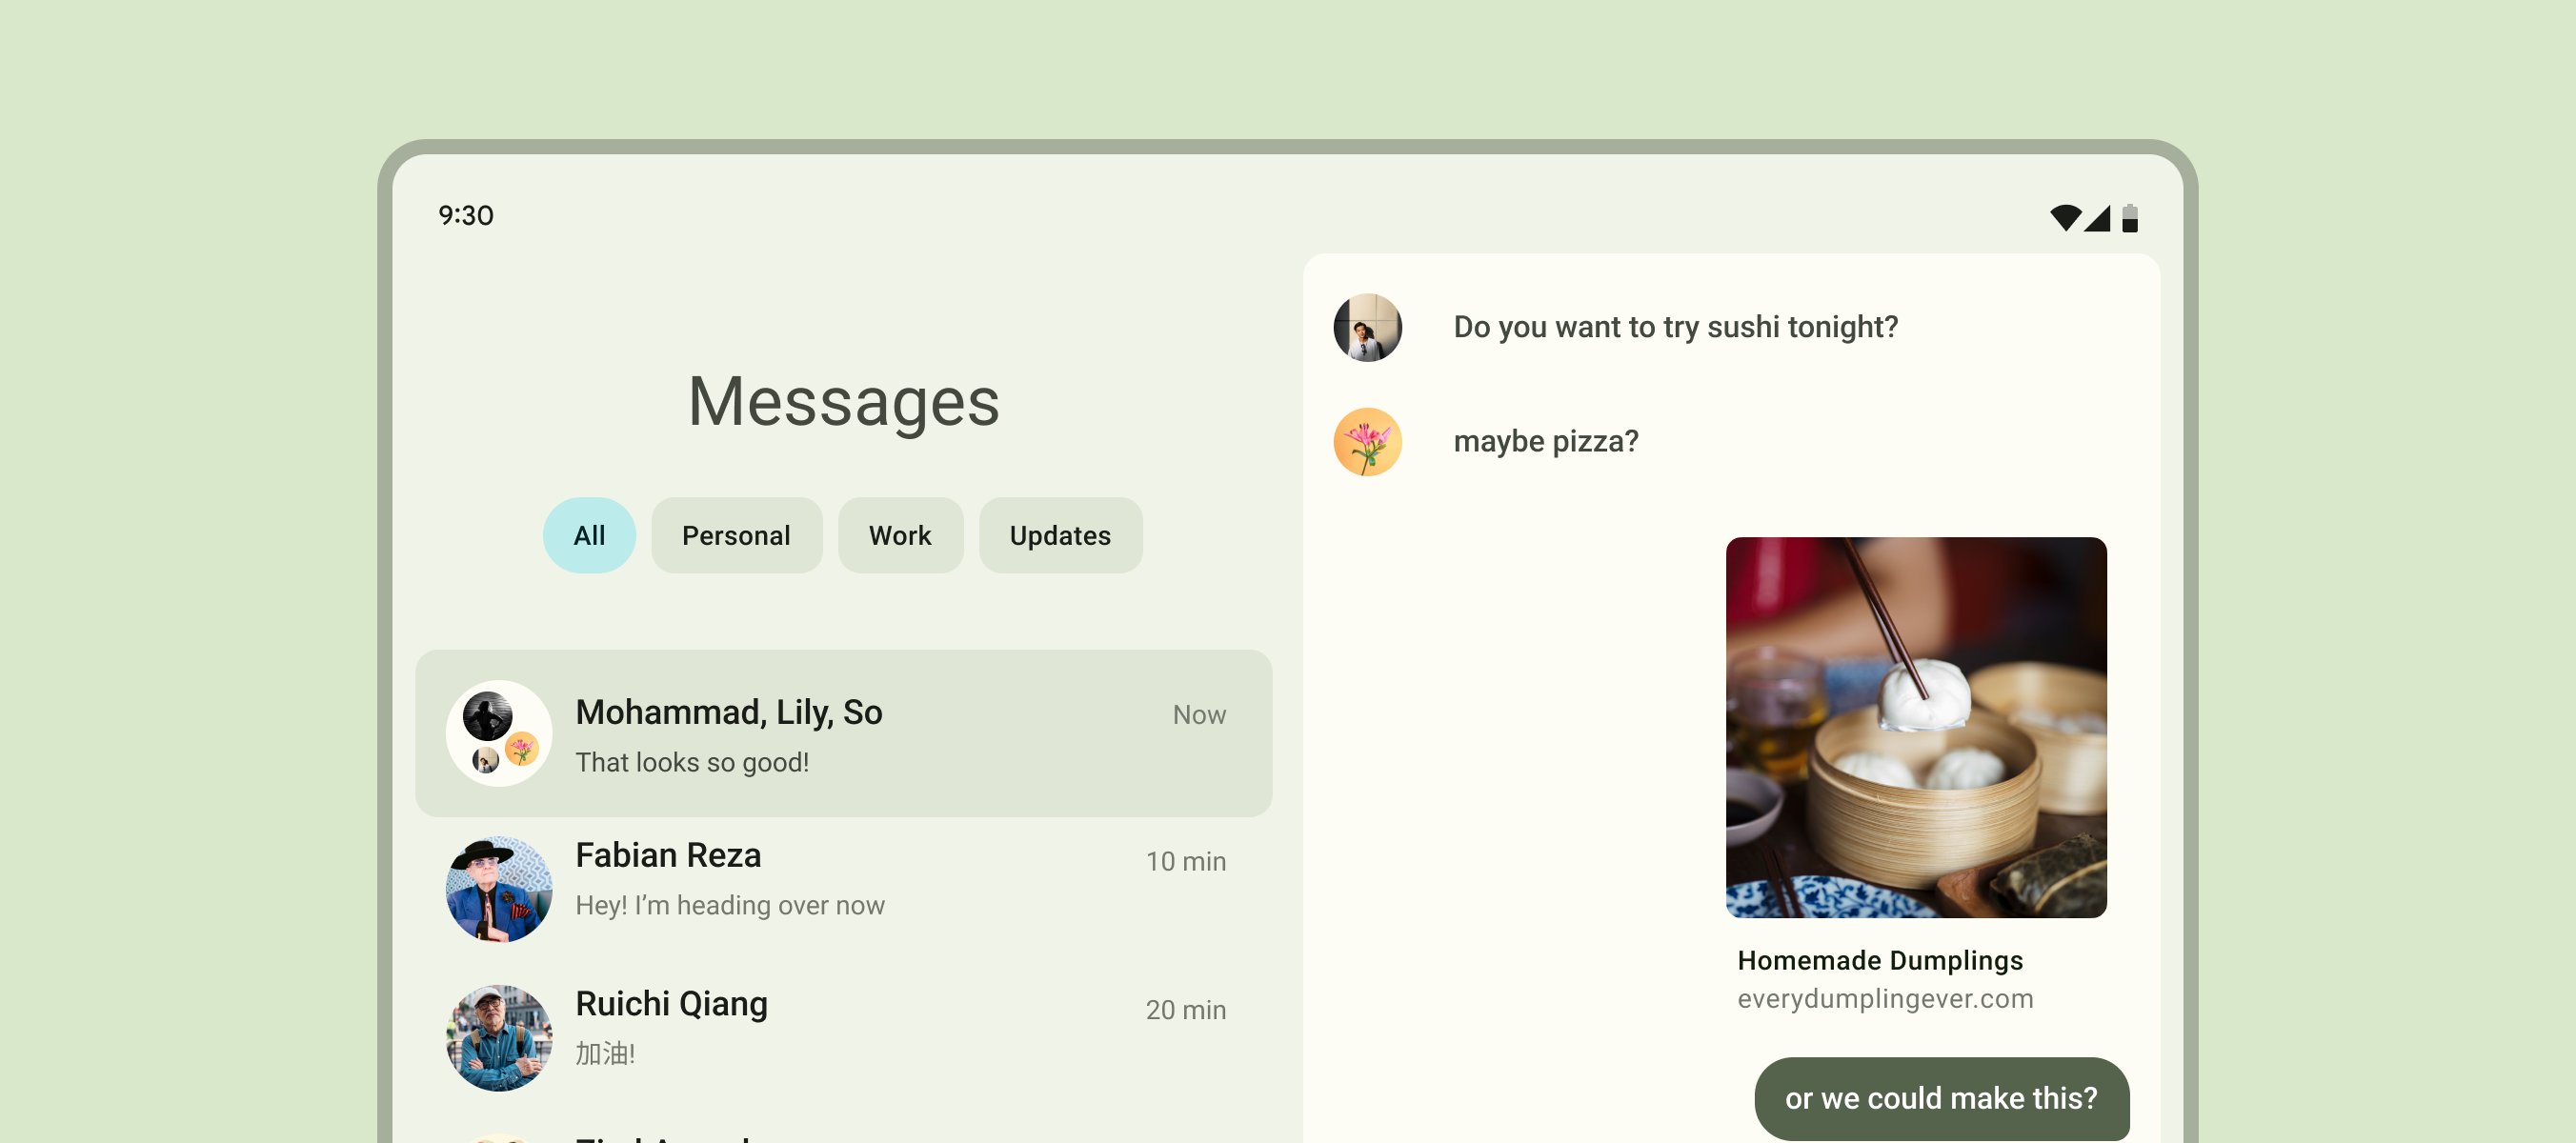 9:30
Messages
All
Personal
Work
Updates
Mohammad, Lily, So
Now
That looks so good!
Fabian Reza
10 min
Hey! I’m heading over now
Ruichi Qiang
20 min
加油!
Do you want to try sushi tonight?
maybe pizza?
Homemade Dumplings
everydumplingever.com
or we could make this?